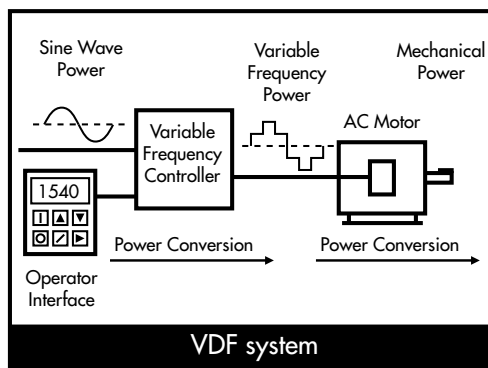 Sine Wave
Power
Variable
Frequency
Power
Mechanical
Power
AC Motor
Variable
Frequency
Controller
1540
Operator
Interface
Power Conversion
Power Conversion
VDF system